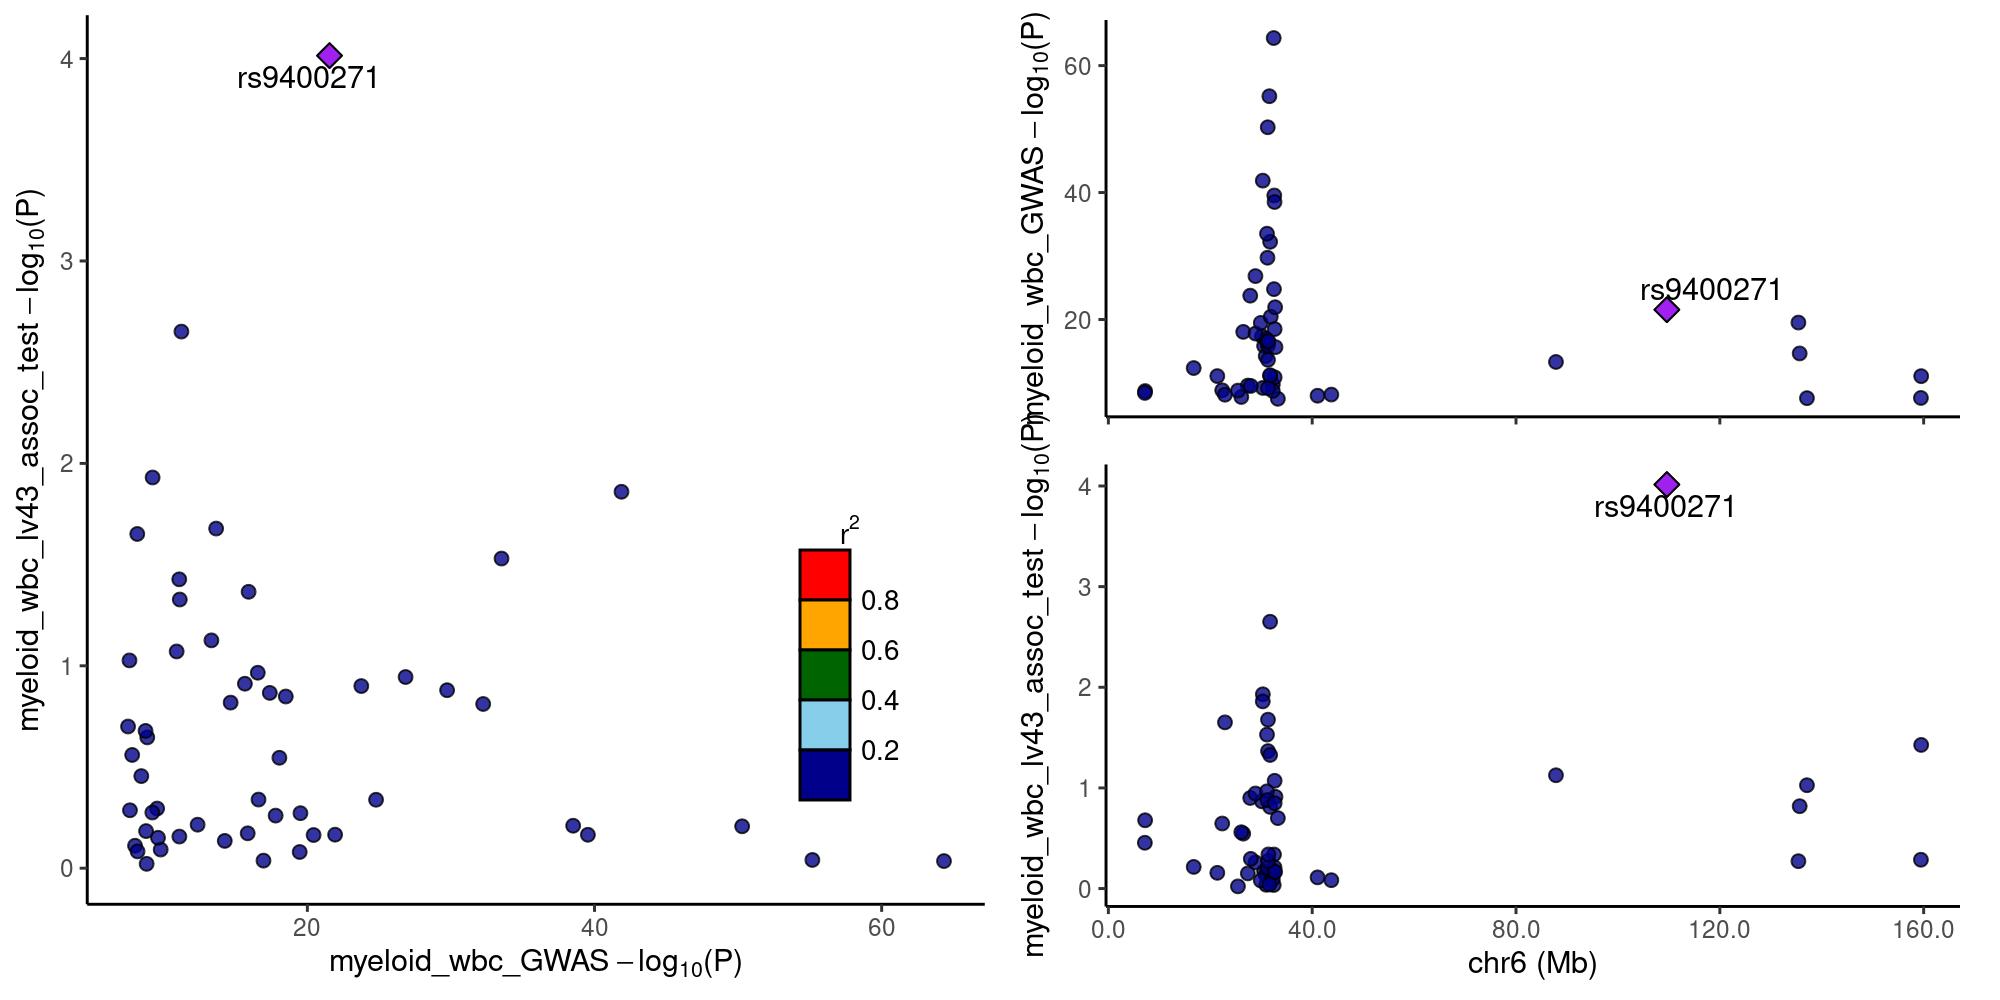 4
3
2
1
0
myeloid_wbc_lv43_assoc_test −log10(P)
rs9400271
20
40
60
myeloid_wbc_GWAS −log10(P)
r2
0.8
0.6
0.4
0.2
60
40
20
myeloid_wbc_GWAS −log10(P)
rs9400271
4
3
2
1
0
myeloid_wbc_lv43_assoc_test −log10(P)
rs9400271
0.0 40.0 80.0 120.0 160.0
chr6 (Mb)